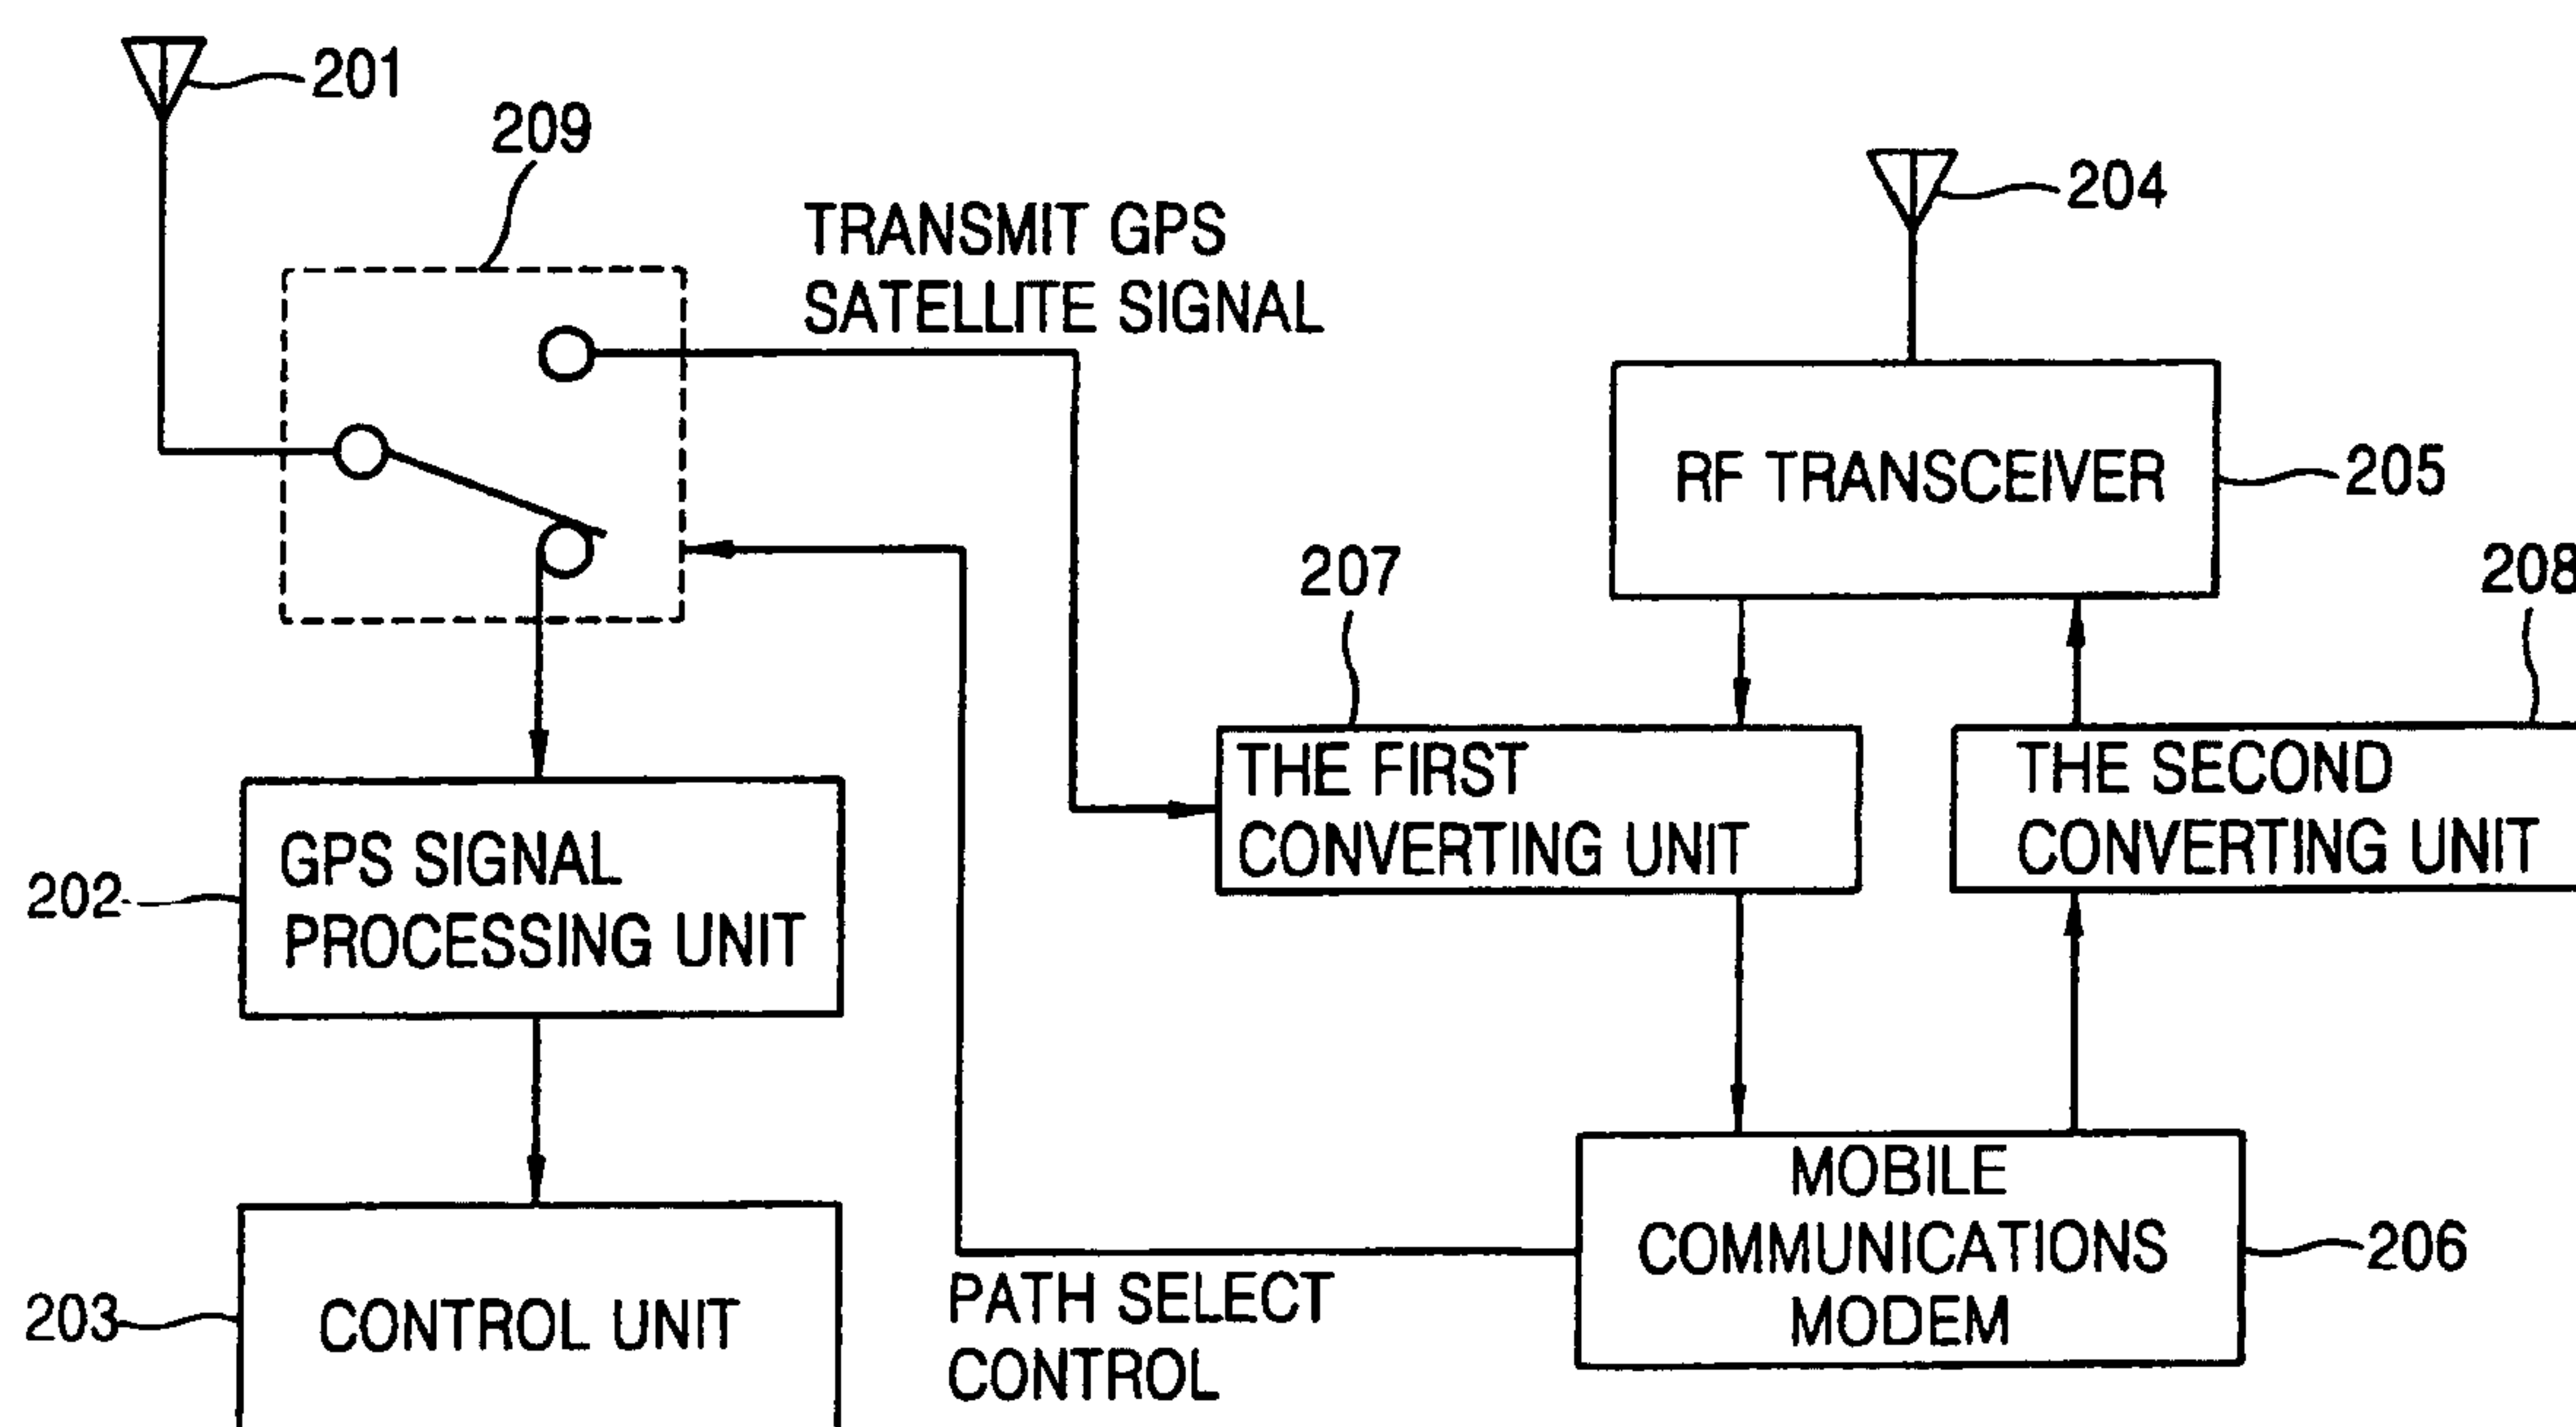 201
209
TRANSMIT GPS
SATELLITE SIGNAL
204
RF TRANSCEIVER
205
207
208
THE FIRST
CONVERTING UNIT
THE SECOND
CONVERTING UNIT
GPS SIGNAL
PROCESSING UNIT
202
MOBILE
COMMUNICATIONS
MODEM
206
PATH SELECT
CONTROL
203
CONTROL UNIT